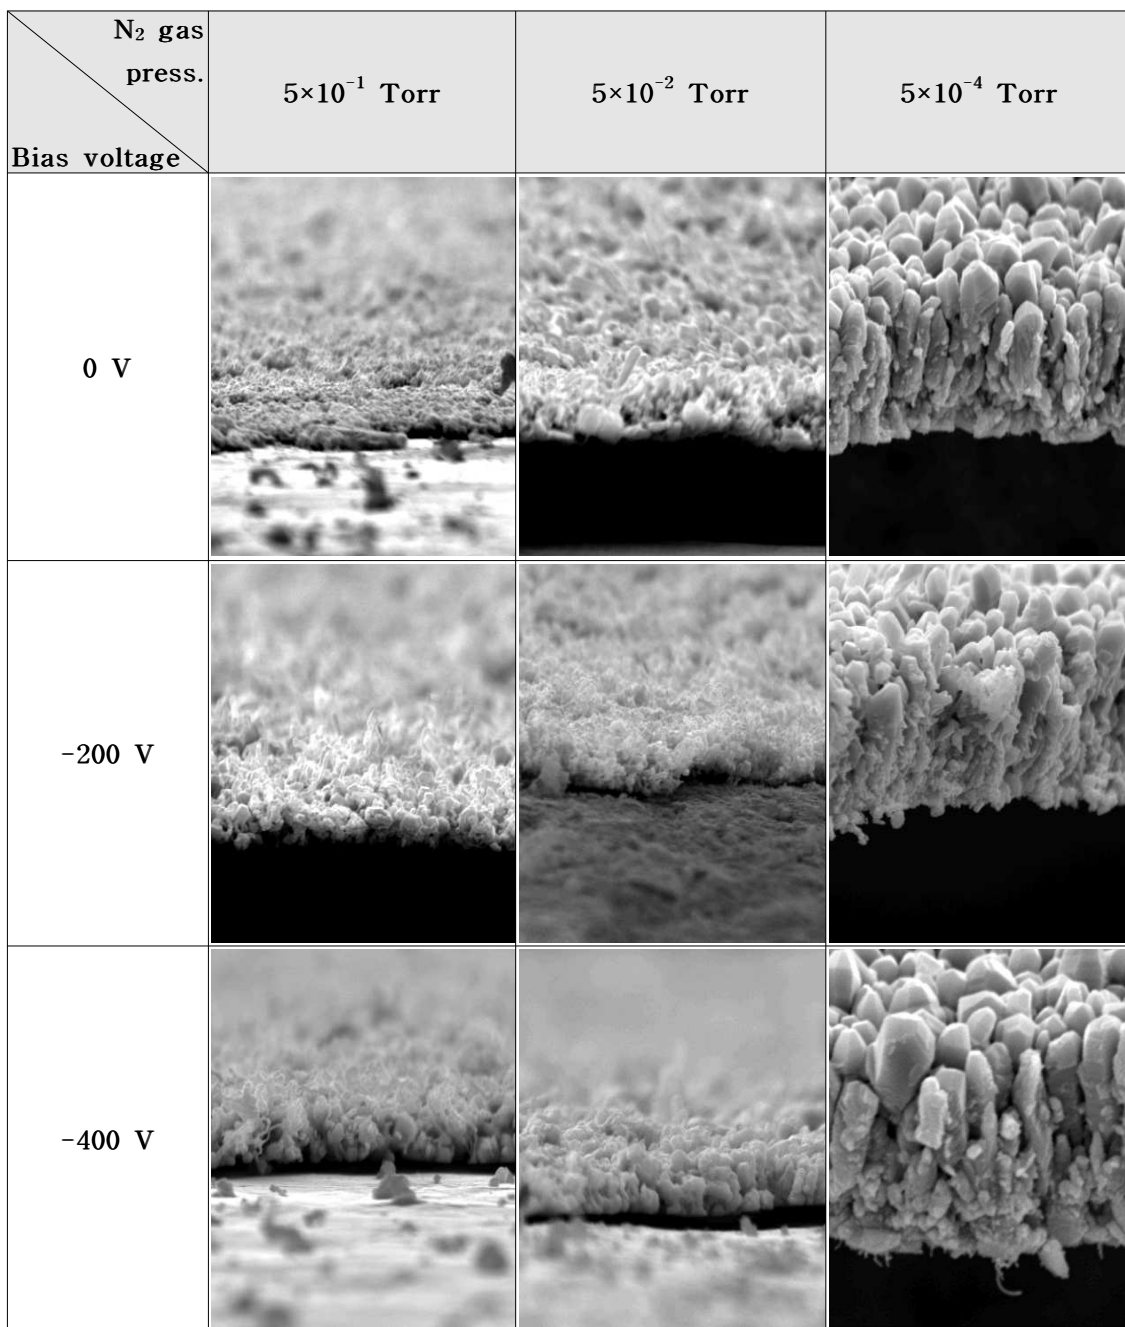 N₂ gas
press.
Bias voltage
5×10⁻¹ Torr
5×10⁻² Torr
5×10⁻⁴ Torr
0 V
-200 V
-400 V